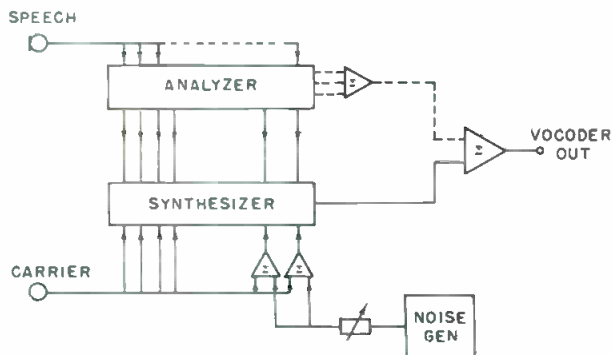 SPEECH
ANALYZER
Σ
Σ
VOCODER
OUT
SYNTHESIZER
CARRIER
Σ
Σ
NOISE
GEN